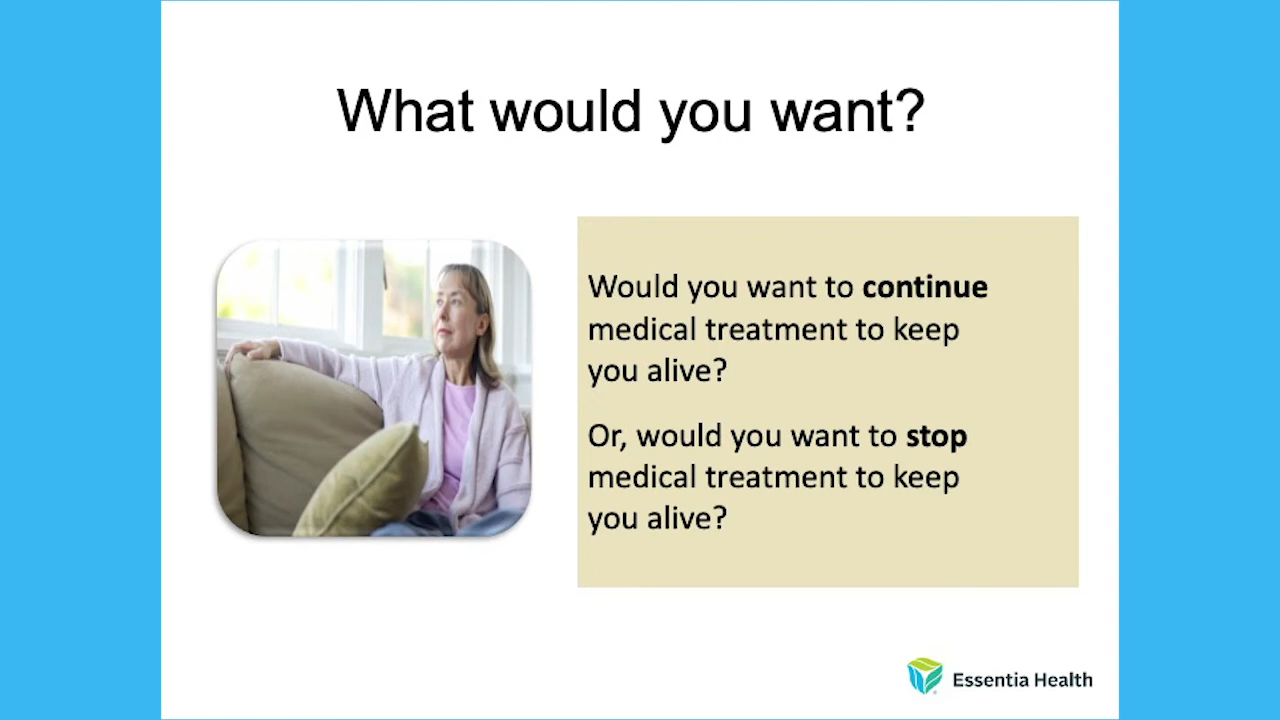 What would you want?
Would you want to continue
medical treatment to keep
you alive?
Or, would you want to stop
medical treatment to keep
you alive?
Essentia Health